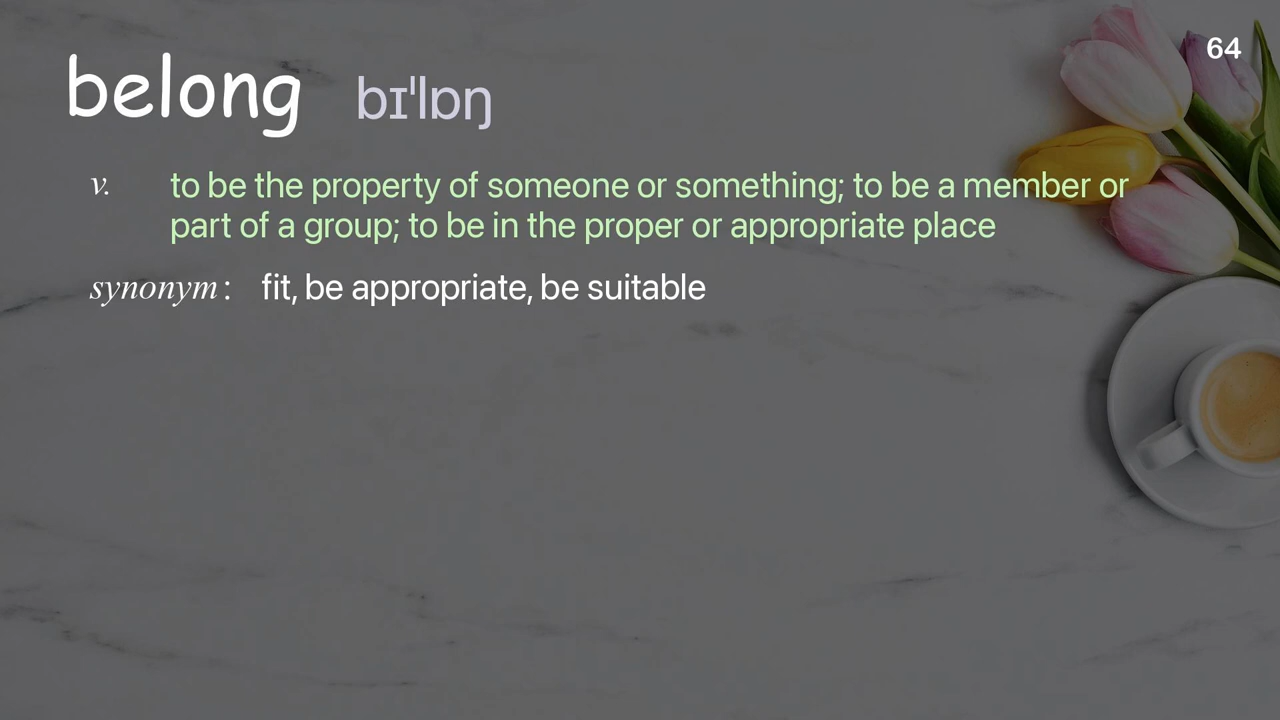 64
belong bɪˈlɒŋ
v. to be the property of someone or something; to be a member or
part of a group; to be in the proper or appropriate place
synonym : fit, be appropriate, be suitable